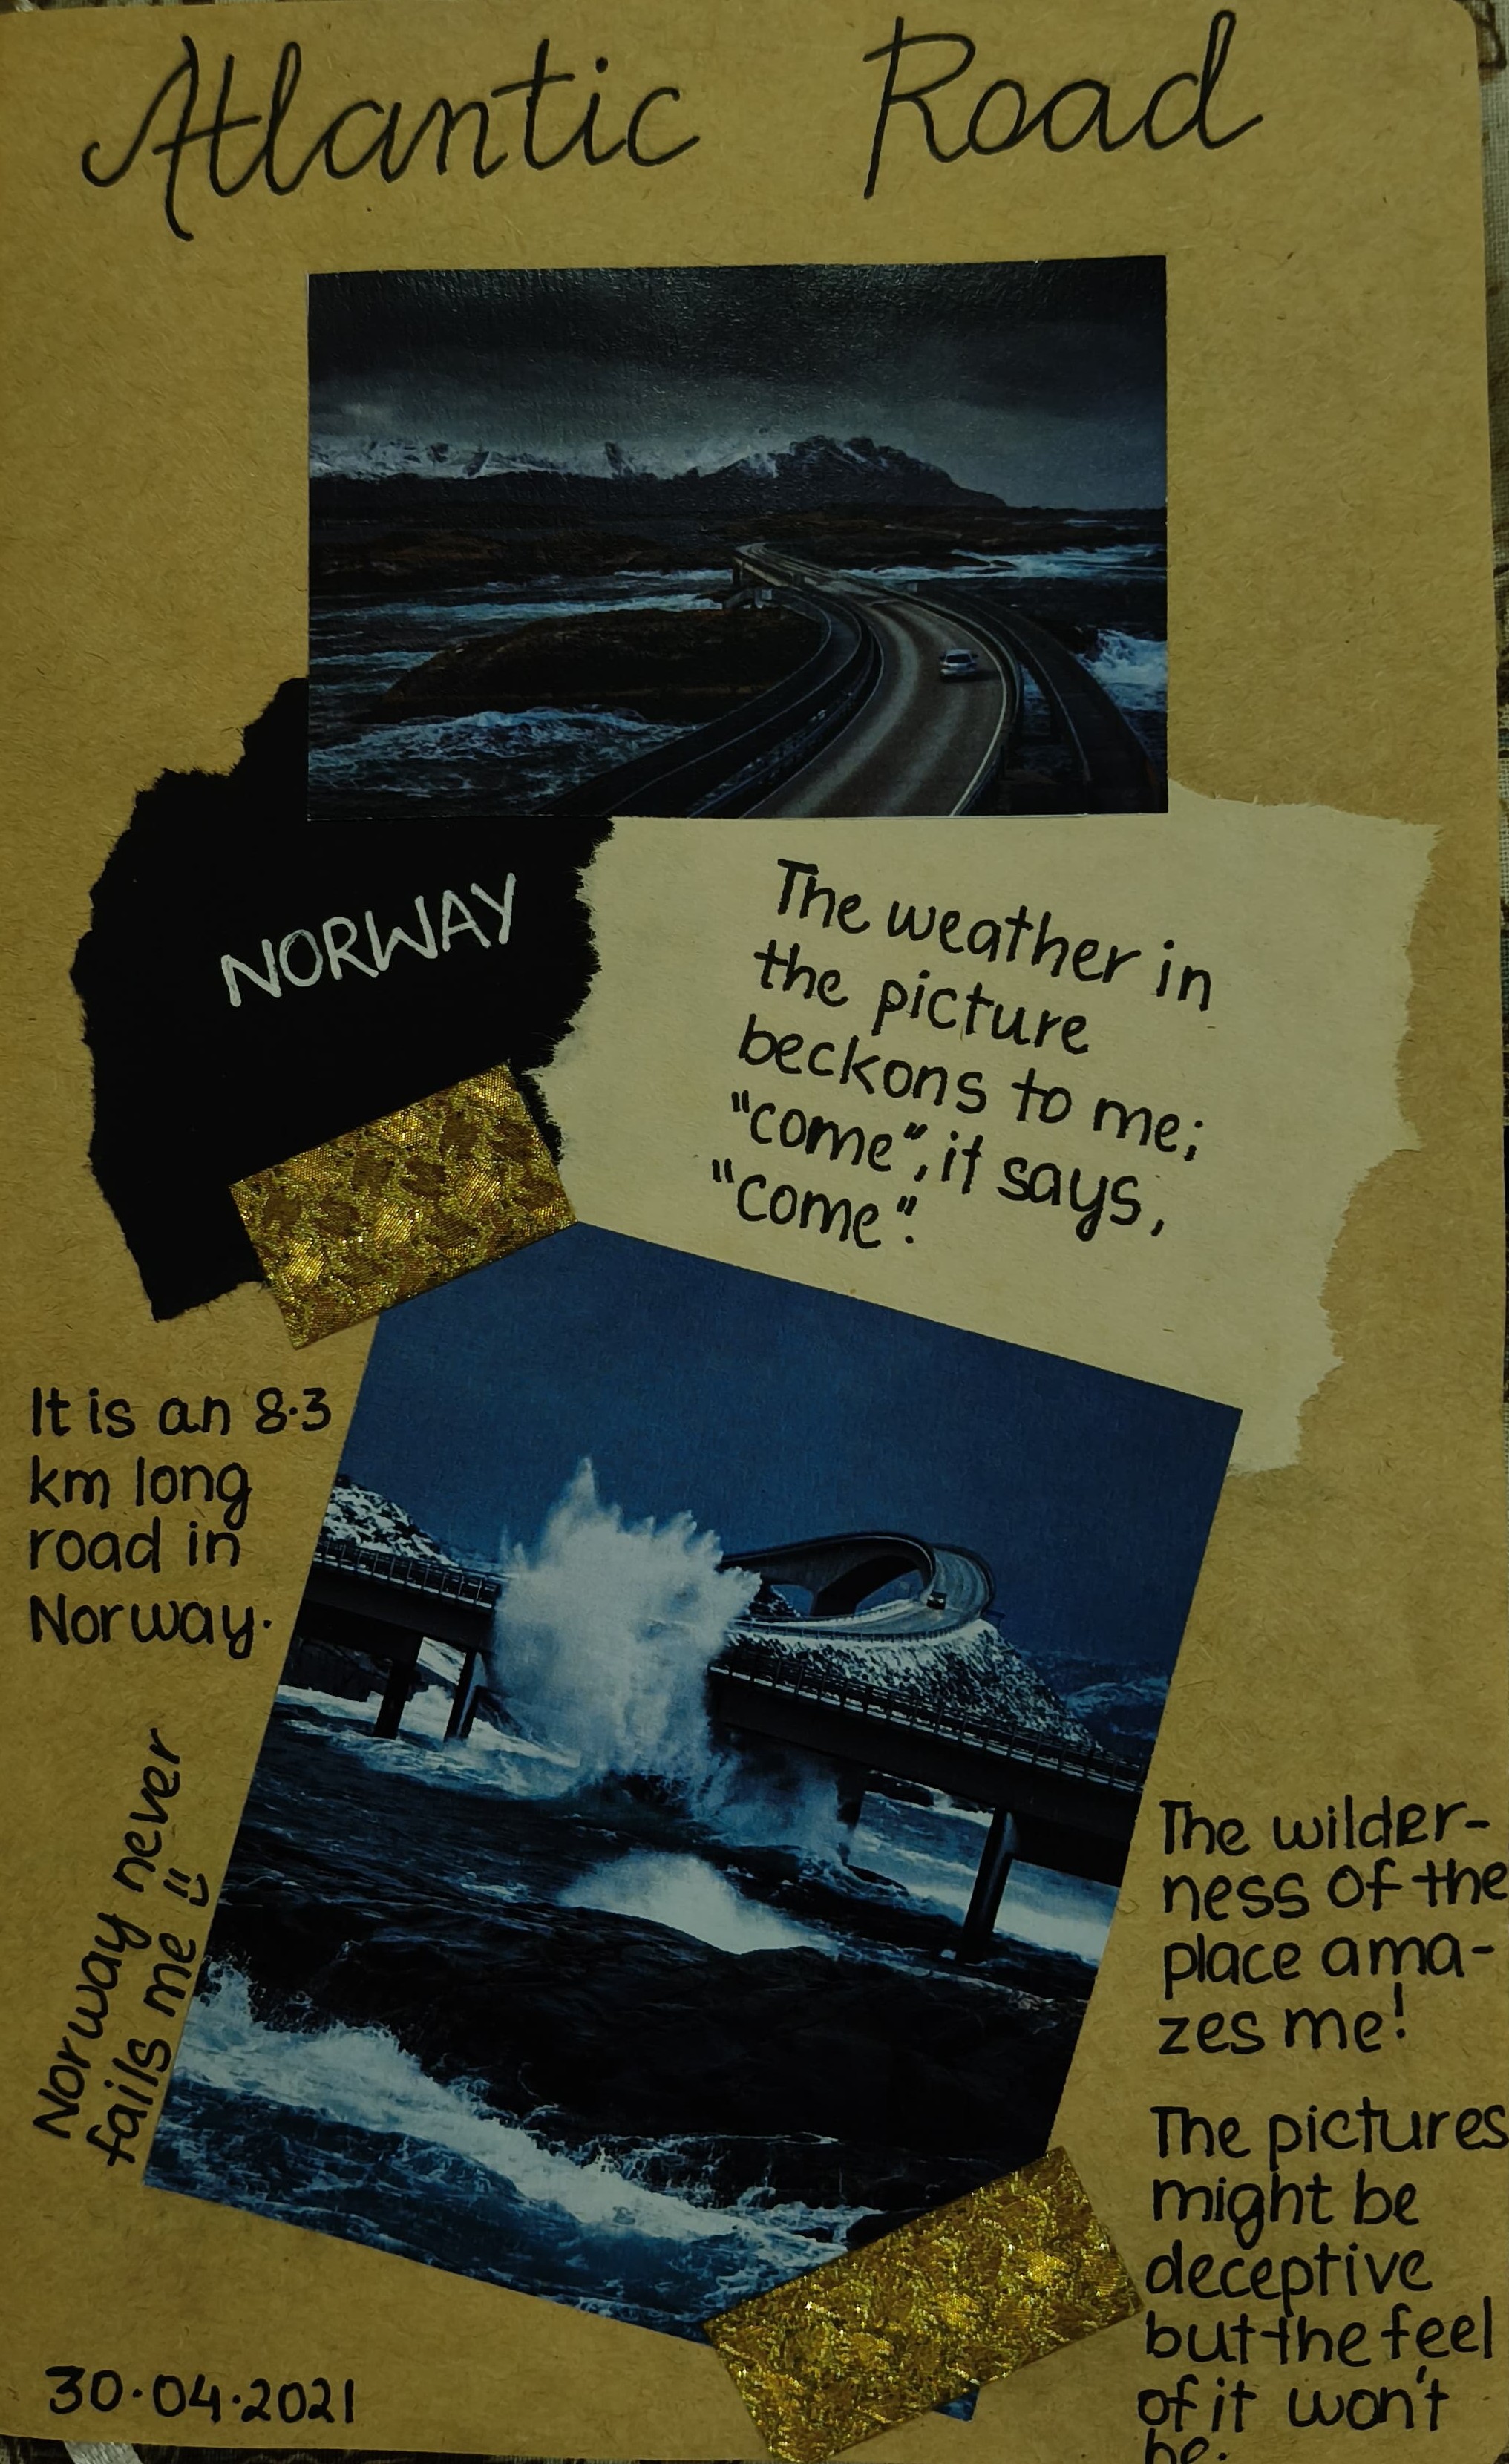 Atlantic Road
NORWAY
The weather in
the picture
beckons to me;
"come", it says,
"come".
It is an 8.3
km long
road in
Norway.
Norway never
fails me
The wilder-
ness of the
place ama-
zes me!
The pictures
might be
deceptive
but the feel
of it won't
be.
30.04.2021